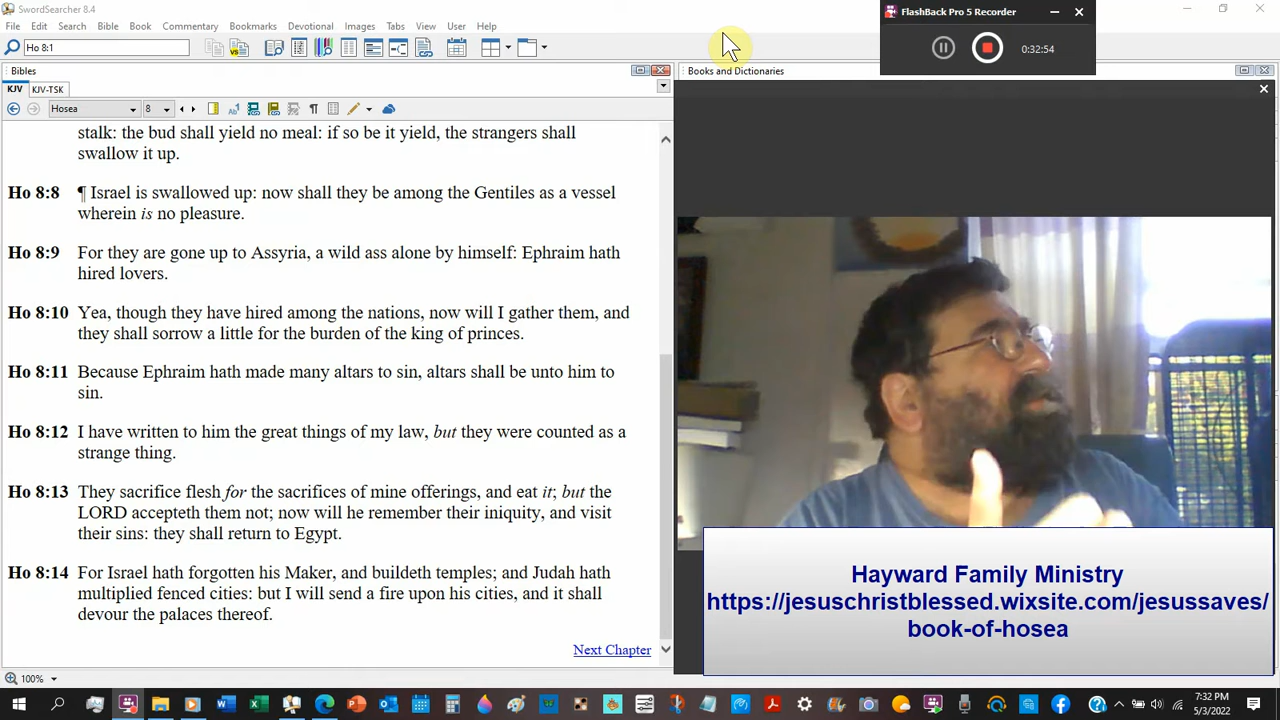 SwordSearcher 8.4
FlashBack Pro 5 Recorder
File Edit Search Bible Book Commentary Bookmarks Devotional Images Tabs View User Help
Ho 8:1
VS
0:32:54
Bibles
Books and Dictionaries
KJV KJV-TSK
Hosea 8
stalk: the bud shall yield no meal: if so be it yield, the strangers shall
swallow it up.
Ho 8:8 ¶ Israel is swallowed up: now shall they be among the Gentiles as a vessel
wherein is no pleasure.
Ho 8:9 For they are gone up to Assyria, a wild ass alone by himself: Ephraim hath
hired lovers.
Ho 8:10 Yea, though they have hired among the nations, now will I gather them, and
they shall sorrow a little for the burden of the king of princes.
Ho 8:11 Because Ephraim hath made many altars to sin, altars shall be unto him to
sin.
Ho 8:12 I have written to him the great things of my law, but they were counted as a
strange thing.
Ho 8:13 They sacrifice flesh for the sacrifices of mine offerings, and eat it; but the
LORD accepteth them not; now will he remember their iniquity, and visit
their sins: they shall return to Egypt.
Ho 8:14 For Israel hath forgotten his Maker, and buildeth temples; and Judah hath
multiplied fenced cities: but I will send a fire upon his cities, and it shall
devour the palaces thereof.
Next Chapter
Hayward Family Ministry
https://jesuschristblessed.wixsite.com/jesussaves/
book-of-hosea
100%
7:32 PM
5/3/2022